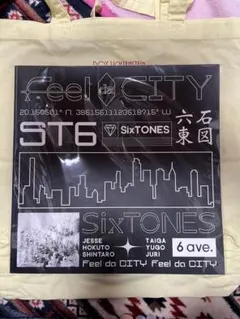 Feel da CITY
ST6
SixTONES
石
六図
東
SixTONES
JESSE
HOKUTO
SHINTARO
TAIGA
YUGO
JURI
6 ave.
Feel da CITY Feel da CITY